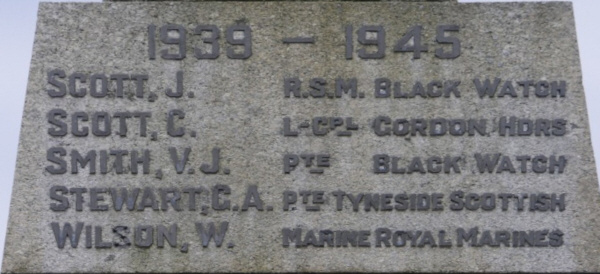 1939 – 1945
SCOTT, J. R.S.M. BLACK WATCH
SCOTT, C. L-CPL GORDON HDRS
SMITH, V.J. PTE BLACK WATCH
STEWART, C.A. PTE TYNESIDE SCOTTISH
WILSON, W. MARINE ROYAL MARINES